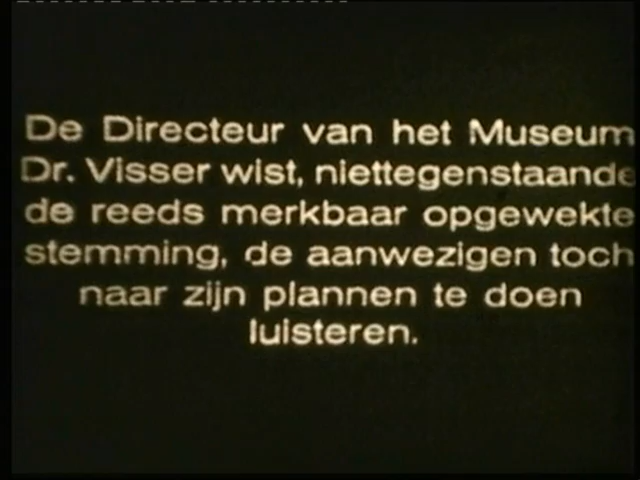 De Directeur van het Museum
Dr. Visser wist, niettegenstaande
de reeds merkbaar opgewekte
stemming, de aanwezigen toch
naar zijn plannen te doen
luisteren.